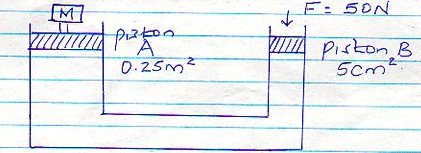 M
F = 50N
piston
A
0.25m²
piston B
5cm²